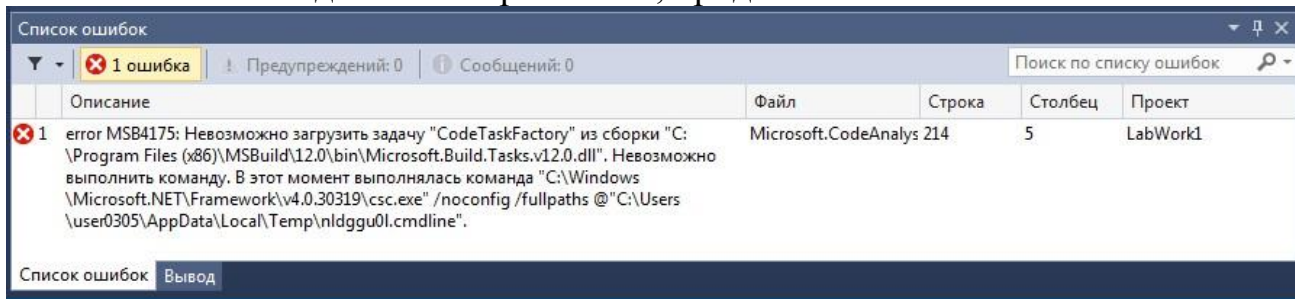 Список ошибок
1 ошибка
Предупреждений: 0
Сообщений: 0
Поиск по списку ошибок
Описание
Файл
Строка
Столбец
Проект
1
error MSB4175: Невозможно загрузить задачу "CodeTaskFactory" из сборки "C:
\Program Files (x86)\MSBuild\12.0\bin\Microsoft.Build.Tasks.v12.0.dll". Невозможно
выполнить команду. В этот момент выполнялась команда "C:\Windows
\Microsoft.NET\Framework\v4.0.30319\csc.exe" /noconfig /fullpaths @"C:\Users
\user0305\AppData\Local\Temp\nldggu0l.cmdline".
Microsoft.CodeAnalys
214
5
LabWork1
Список ошибок
Вывод